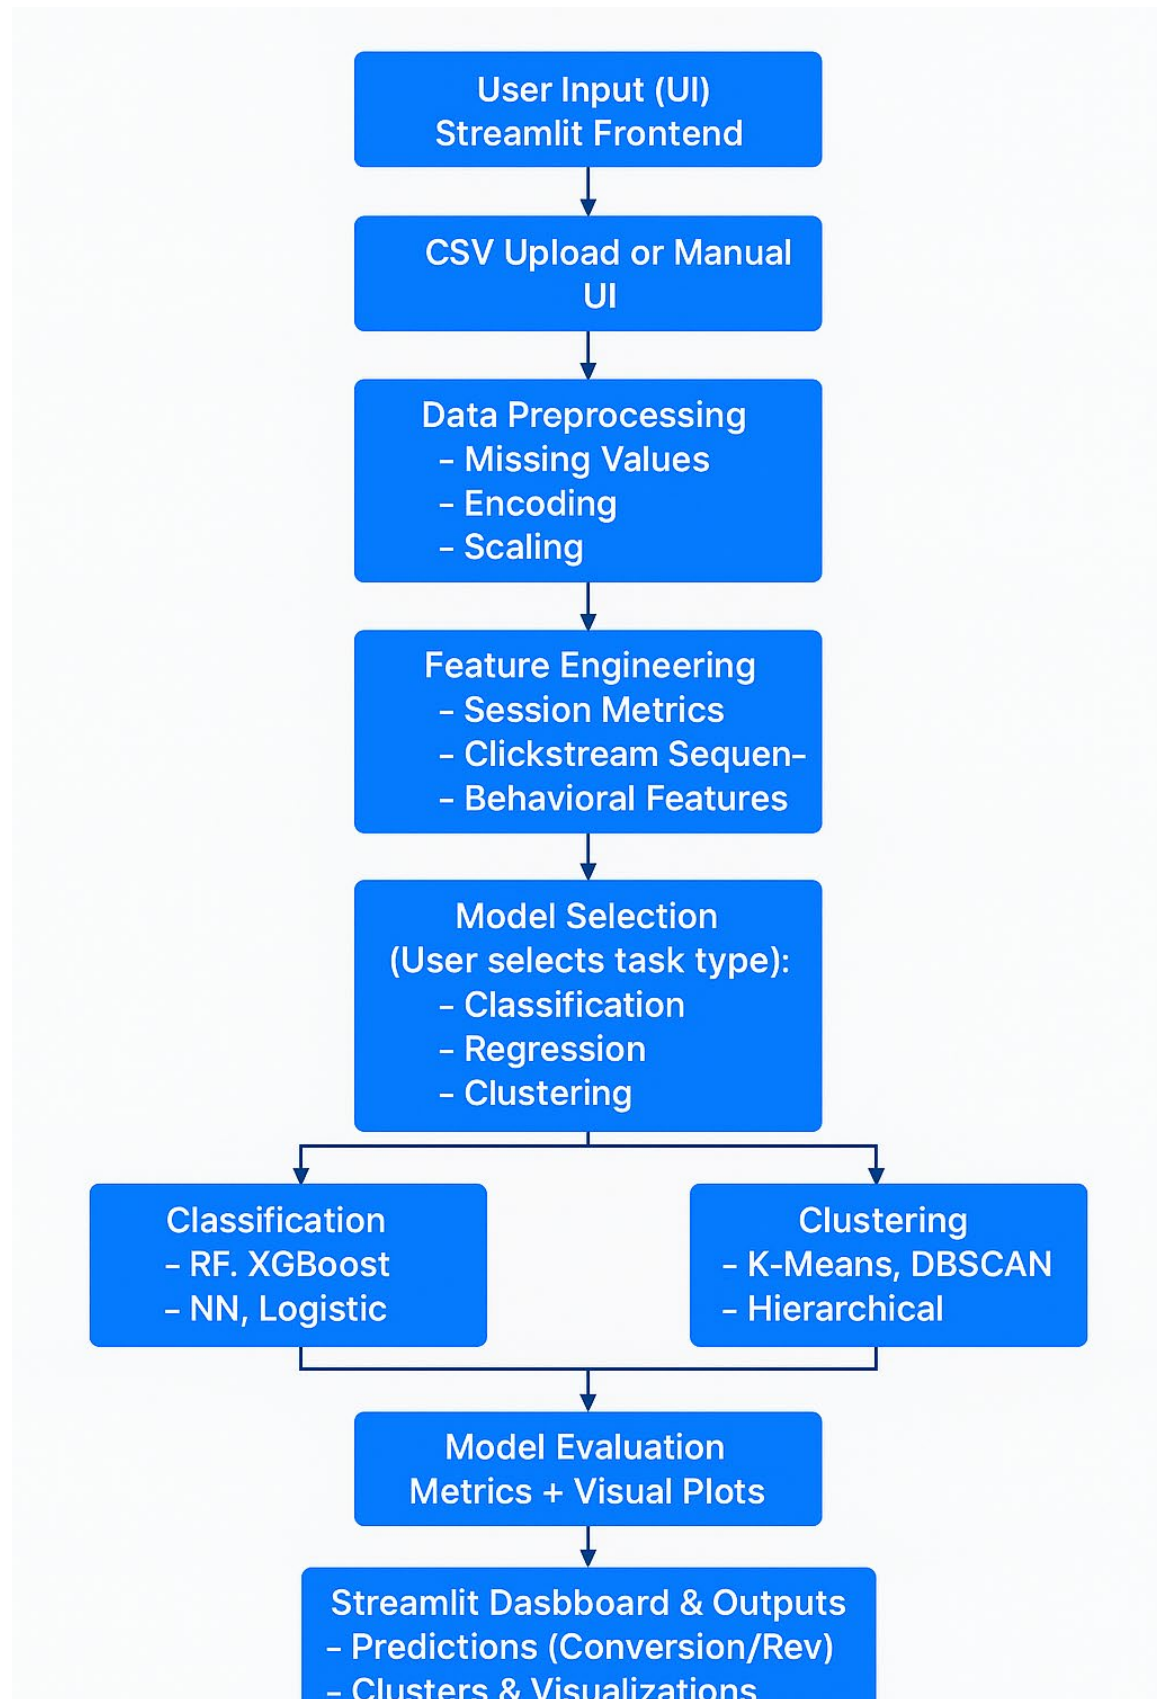 User Input (UI)
Streamlit Frontend
CSV Upload or Manual
UI
Data Preprocessing
- Missing Values
- Encoding
- Scaling
Feature Engineering
- Session Metrics
- Clickstream Sequen-
- Behavioral Features
Model Selection
(User selects task type):
- Classification
- Regression
- Clustering
Classification
- RF. XGBoost
- NN, Logistic
Clustering
- K-Means, DBSCAN
- Hierarchical
Model Evaluation
Metrics + Visual Plots
Streamlit Dasbboard & Outputs
- Predictions (Conversion/Rev)
- Clusters & Visualizations